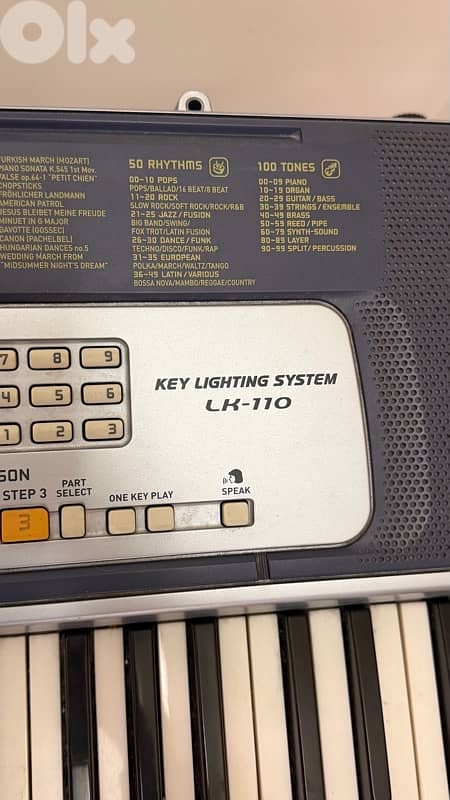 OLX
TURKISH MARCH (MOZART)
PIANO SONATA K.545 1st Mov.
VALSE op.64-1 "PETIT CHIEN"
CHOPSTICKS
FRÖHLICHER LANDMANN
AMERICAN PATROL
JESUS BLEIBET MEINE FREUDE
MINUET IN G MAJOR
GAVOTTE (GOSSEC)
CANON (PACHELBEL)
HUNGARIAN DANCES no.5
WEDDING MARCH FROM
"MIDSUMMER NIGHT'S DREAM"
50 RHYTHMS
00-10 POPS
POPS/BALLAD/16 BEAT/8 BEAT
11-20 ROCK
SLOW ROCK/SOFT ROCK/ROCK/R&B
21-25 JAZZ / FUSION
BIG BAND/SWING/
FOX TROT/LATIN FUSION
26-30 DANCE / FUNK
TECHNO/DISCO/FUNK/RAP
31-35 EUROPEAN
POLKA/MARCH/WALTZ/TANGO
36-49 LATIN / VARIOUS
BOSSA NOVA/MAMBO/REGGAE/COUNTRY
100 TONES
00-09 PIANO
10-19 ORGAN
20-29 GUITAR / BASS
30-39 STRINGS / ENSEMBLE
40-49 BRASS
50-59 REED / PIPE
60-79 SYNTH-SOUND
80-89 LAYER
90-99 SPLIT / PERCUSSION
7 8 9
4 5 6
1 2 3
KEY LIGHTING SYSTEM
LK-110
SON
STEP 3
PART
SELECT
ONE KEY PLAY
SPEAK
3